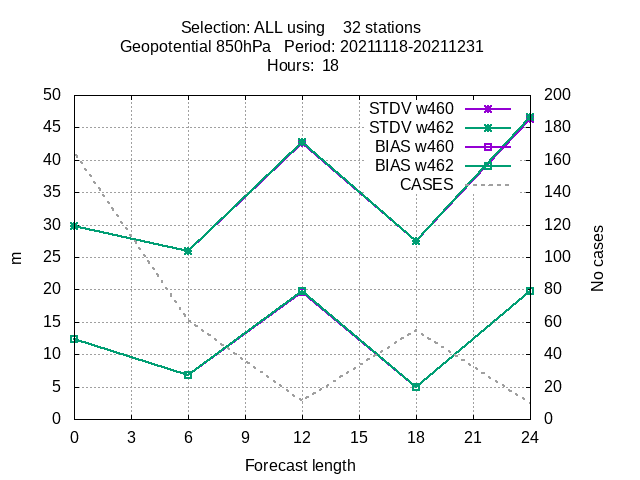 Selection: ALL using    32 stations
Geopotential 850hPa   Period: 20211118-20211231
Hours:  18
STDV w460
STDV w462
BIAS w460
BIAS w462
CASES
50
45
40
35
30
25
20
15
10
5
0
m
200
180
160
140
120
100
80
60
40
20
0
No cases
0 3 6 9 12 15 18 21 24
Forecast length